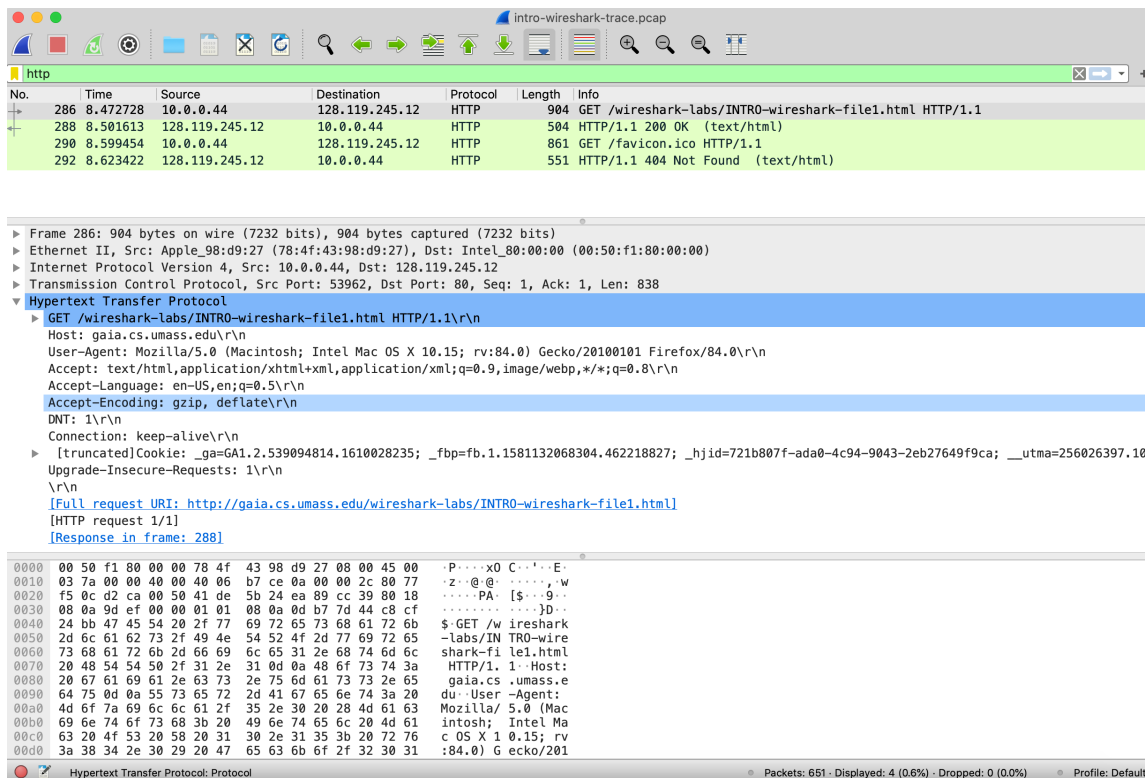 intro-wireshark-trace.pcap
http
No. Time Source Destination Protocol Length Info
286 8.472728 10.0.0.44 128.119.245.12 HTTP 904 GET /wireshark-labs/INTRO-wireshark-file1.html HTTP/1.1
288 8.501613 128.119.245.12 10.0.0.44 HTTP 504 HTTP/1.1 200 OK (text/html)
290 8.599454 10.0.0.44 128.119.245.12 HTTP 861 GET /favicon.ico HTTP/1.1
292 8.623422 128.119.245.12 10.0.0.44 HTTP 551 HTTP/1.1 404 Not Found (text/html)
Frame 286: 904 bytes on wire (7232 bits), 904 bytes captured (7232 bits)
Ethernet II, Src: Apple_98:d9:27 (78:4f:43:98:d9:27), Dst: Intel_80:00:00 (00:50:f1:80:00:00)
Internet Protocol Version 4, Src: 10.0.0.44, Dst: 128.119.245.12
Transmission Control Protocol, Src Port: 53962, Dst Port: 80, Seq: 1, Ack: 1, Len: 838
Hypertext Transfer Protocol
GET /wireshark-labs/INTRO-wireshark-file1.html HTTP/1.1\r\n
Host: gaia.cs.umass.edu\r\n
User-Agent: Mozilla/5.0 (Macintosh; Intel Mac OS X 10.15; rv:84.0) Gecko/20100101 Firefox/84.0\r\n
Accept: text/html,application/xhtml+xml,application/xml;q=0.9,image/webp,*/*;q=0.8\r\n
Accept-Language: en-US,en;q=0.5\r\n
Accept-Encoding: gzip, deflate\r\n
DNT: 1\r\n
Connection: keep-alive\r\n
[truncated]Cookie: _ga=GA1.2.539094814.1610028235; _fbp=fb.1.1581132068304.462218827; _hjid=721b807f-ada0-4c94-9043-2eb27649f9ca; __utma=256026397.10
Upgrade-Insecure-Requests: 1\r\n
\r\n
[Full request URI: http://gaia.cs.umass.edu/wireshark-labs/INTRO-wireshark-file1.html]
[HTTP request 1/1]
[Response in frame: 288]
0000 00 50 f1 80 00 00 78 4f 43 98 d9 27 08 00 45 00 ·P····xO C··'··E·
0010 03 7a 00 00 40 00 40 06 b7 ce 0a 00 00 2c 80 77 ·z··@·@· ·····,·w
0020 f5 0c d2 ca 00 50 41 de 5b 24 ea 89 cc 39 80 18 ·····PA· [$···9··
0030 08 0a 9d ef 00 00 01 01 08 0a 0d b7 7d 44 c8 cf ········ ····}D··
0040 24 bb 47 45 54 20 2f 77 69 72 65 73 68 61 72 6b $·GET /w ireshark
0050 2d 6c 61 62 73 2f 49 4e 54 52 4f 2d 77 69 72 65 -labs/IN TRO-wire
0060 73 68 61 72 6b 2d 66 69 6c 65 31 2e 68 74 6d 6c shark-fi le1.html
0070 20 48 54 54 50 2f 31 2e 31 0d 0a 48 6f 73 74 3a HTTP/1. 1··Host:
0080 20 67 61 69 61 2e 63 73 2e 75 6d 61 73 73 2e 65 gaia.cs .umass.e
0090 64 75 0d 0a 55 73 65 72 2d 41 67 65 6e 74 3a 20 du··User -Agent:
00a0 4d 6f 7a 69 6c 6c 61 2f 35 2e 30 20 28 4d 61 63 Mozilla/ 5.0 (Mac
00b0 69 6e 74 6f 73 68 3b 20 49 6e 74 65 6c 20 4d 61 intosh; Intel Ma
00c0 63 20 4f 53 20 58 20 31 30 2e 31 35 3b 20 72 76 c OS X 1 0.15; rv
00d0 3a 38 34 2e 30 29 20 47 65 63 6b 6f 2f 32 30 31 :84.0) G ecko/201
Hypertext Transfer Protocol: Protocol Packets: 651 · Displayed: 4 (0.6%) · Dropped: 0 (0.0%) Profile: Default